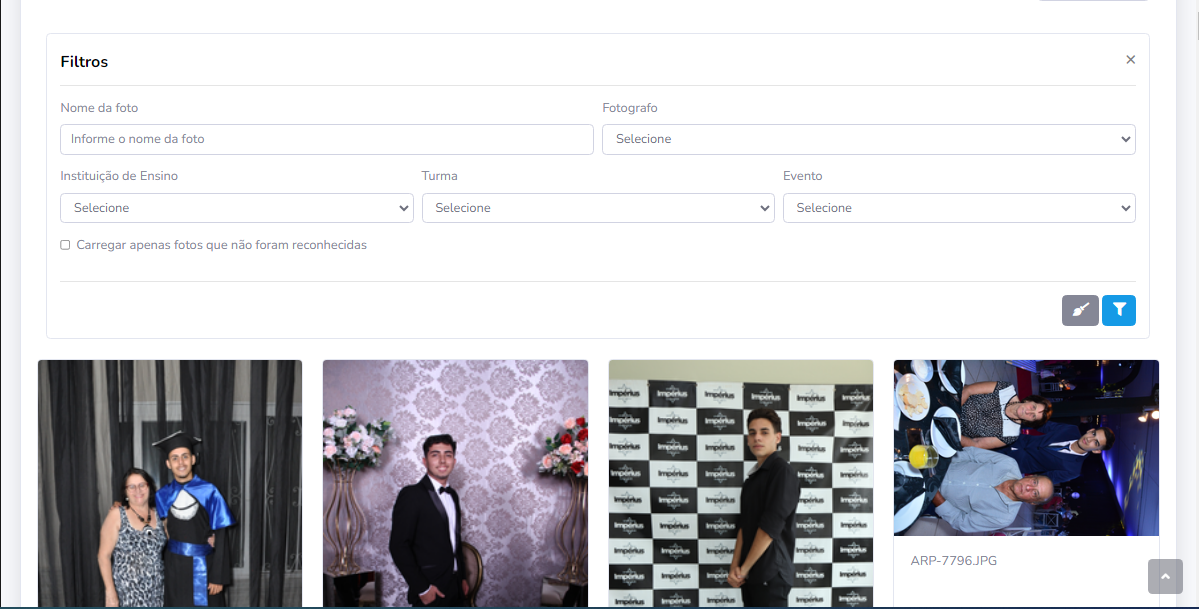 Filtros
×
Nome da foto
Fotografo
Informe o nome da foto
Selecione
Instituição de Ensino
Turma
Evento
Selecione
Selecione
Selecione
Carregar apenas fotos que não foram reconhecidas
Impérius
ARP-7796.JPG